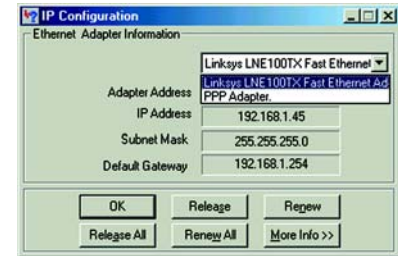 IP Configuration
Ethernet Adapter Information
Linksys LNE100TX Fast Ethernet
Linksys LNE100TX Fast Ethernet Ad
PPP Adapter.
Adapter Address
IP Address 192.168.1.45
Subnet Mask 255.255.255.0
Default Gateway 192.168.1.254
OK Release Renew
Release All Renew All More Info >>